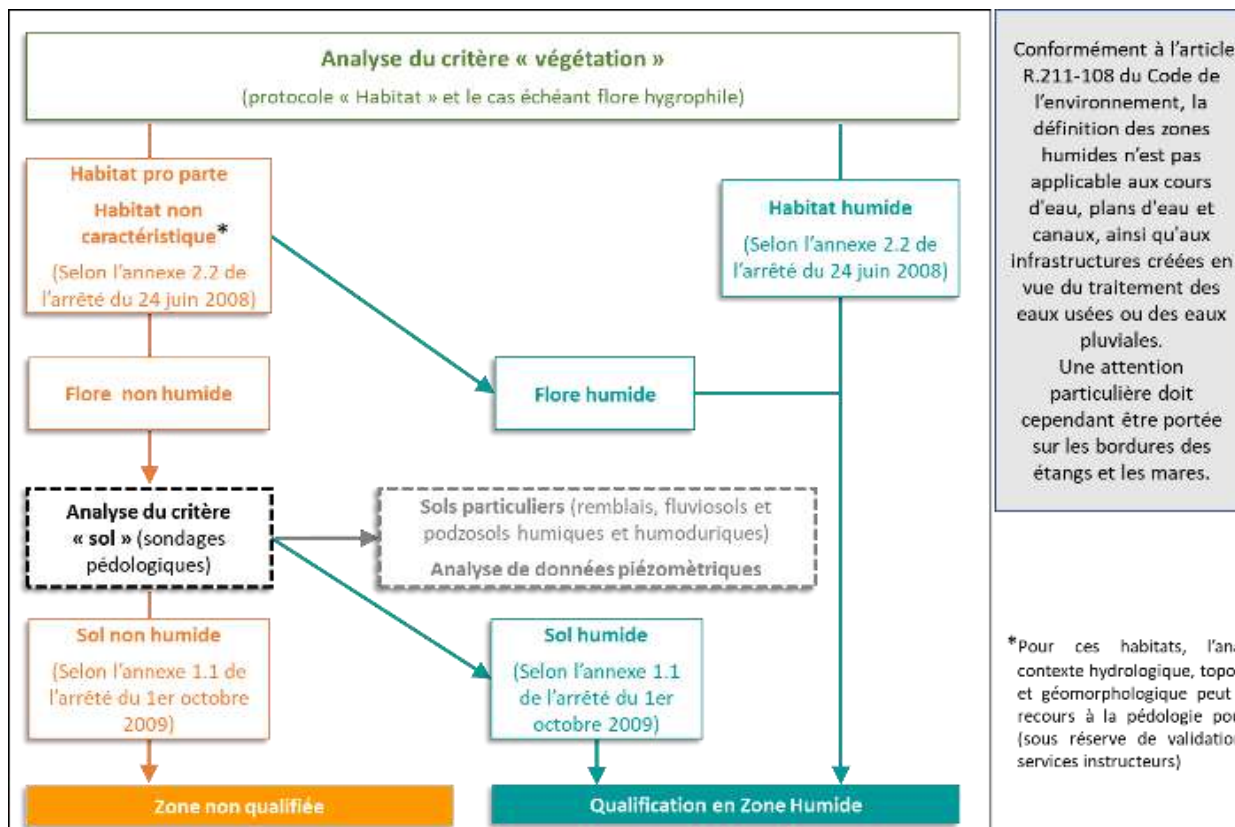 Analyse du critère « végétation »
(protocole « Habitat » et le cas échéant flore hygrophile)
Habitat pro parte
Habitat non
caractéristique*
(Selon l'annexe 2.2 de
l'arrêté du 24 juin 2008)
Habitat humide
(Selon l'annexe 2.2 de
l'arrêté du 24 juin 2008)
Flore non humide
Flore humide
Analyse du critère
« sol » (sondages
pédologiques)
Sols particuliers (remblais, fluviosols et
podzosols humiques et humoduriques)
Analyse de données piézomètriques
Sol non humide
(Selon l'annexe 1.1 de
l'arrêté du 1er octobre
2009)
Sol humide
(Selon l'annexe 1.1
de l'arrêté du 1er
octobre 2009)
Zone non qualifiée
Qualification en Zone Humide
Conformément à l'article
R.211-108 du Code de
l'environnement, la
définition des zones
humides n'est pas
applicable aux cours
d'eau, plans d'eau et
canaux, ainsi qu'aux
infrastructures créées en
vue du traitement des
eaux usées ou des eaux
pluviales.
Une attention
particulière doit
cependant être portée
sur les bordures des
étangs et les mares.
*Pour ces habitats,
contexte hydrologique,
et géomorphologique peut
recours à la pédologie
(sous réserve de
services instructeurs)